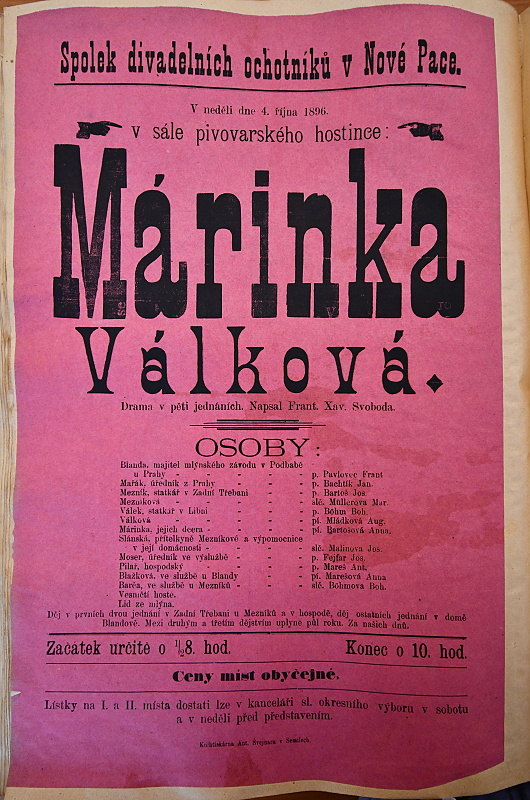 Spolek divadelních ochotníků v Nové Pace.
V neděli dne 4. října 1896.
v sále pivovarského hostince:
Márinka
Válková.
Drama v pěti jednáních. Napsal Frant. Xav. Svoboda.
OSOBY:
Blanda, majitel mlýnského závodu v Podbabě
u Prahy - - - - - p. Pavlovec Frant
Mařák, úředník z Prahy - - - p. Bachtík Jan.
Mezník, statkář v Zadní Třebani - - p. Bartoš Jos.
Mezníková - - - - - slč. Müllerova Mar.
Válek, statkář v Libni - - - p. Böhm Boh.
Válková - - - - - pí. Mládková Aug.
Márinka, jejich dcera - - - - pí. Bartošová Anna.
Slánská, přítelkyně Mezníkové a výpomocnice
v její domácnosti - - - - slč. Malinova Jos.
Moser, úředník ve výslužbě - - - p. Fejfar Jos.
Pilař, hospodský - - - - p. Mareš Ant.
Blažková, ve službě u Blandy - - pí. Marešová Anna
Barča, ve službě u Mezníků - - - slč. Böhmova Boh.
Vesničtí hosté.
Lid ze mlýna.
Děj v prvních dvou jednání v Zadní Třebani u Mezníků a v hospodě, děj ostatních jednání v domě
Blandově. Mezi druhým a třetím dějstvím uplyne půl roku. Za našich dnů.
Začátek určitě o 1/2 8. hod. Konec o 10. hod.
Ceny míst obyčejné.
Lístky na I. a II. místa dostati lze v kanceláři sl. okresního výboru v sobotu
a v neděli před představením.
Knihtiskárna Ant. Švejnara v Semilech.